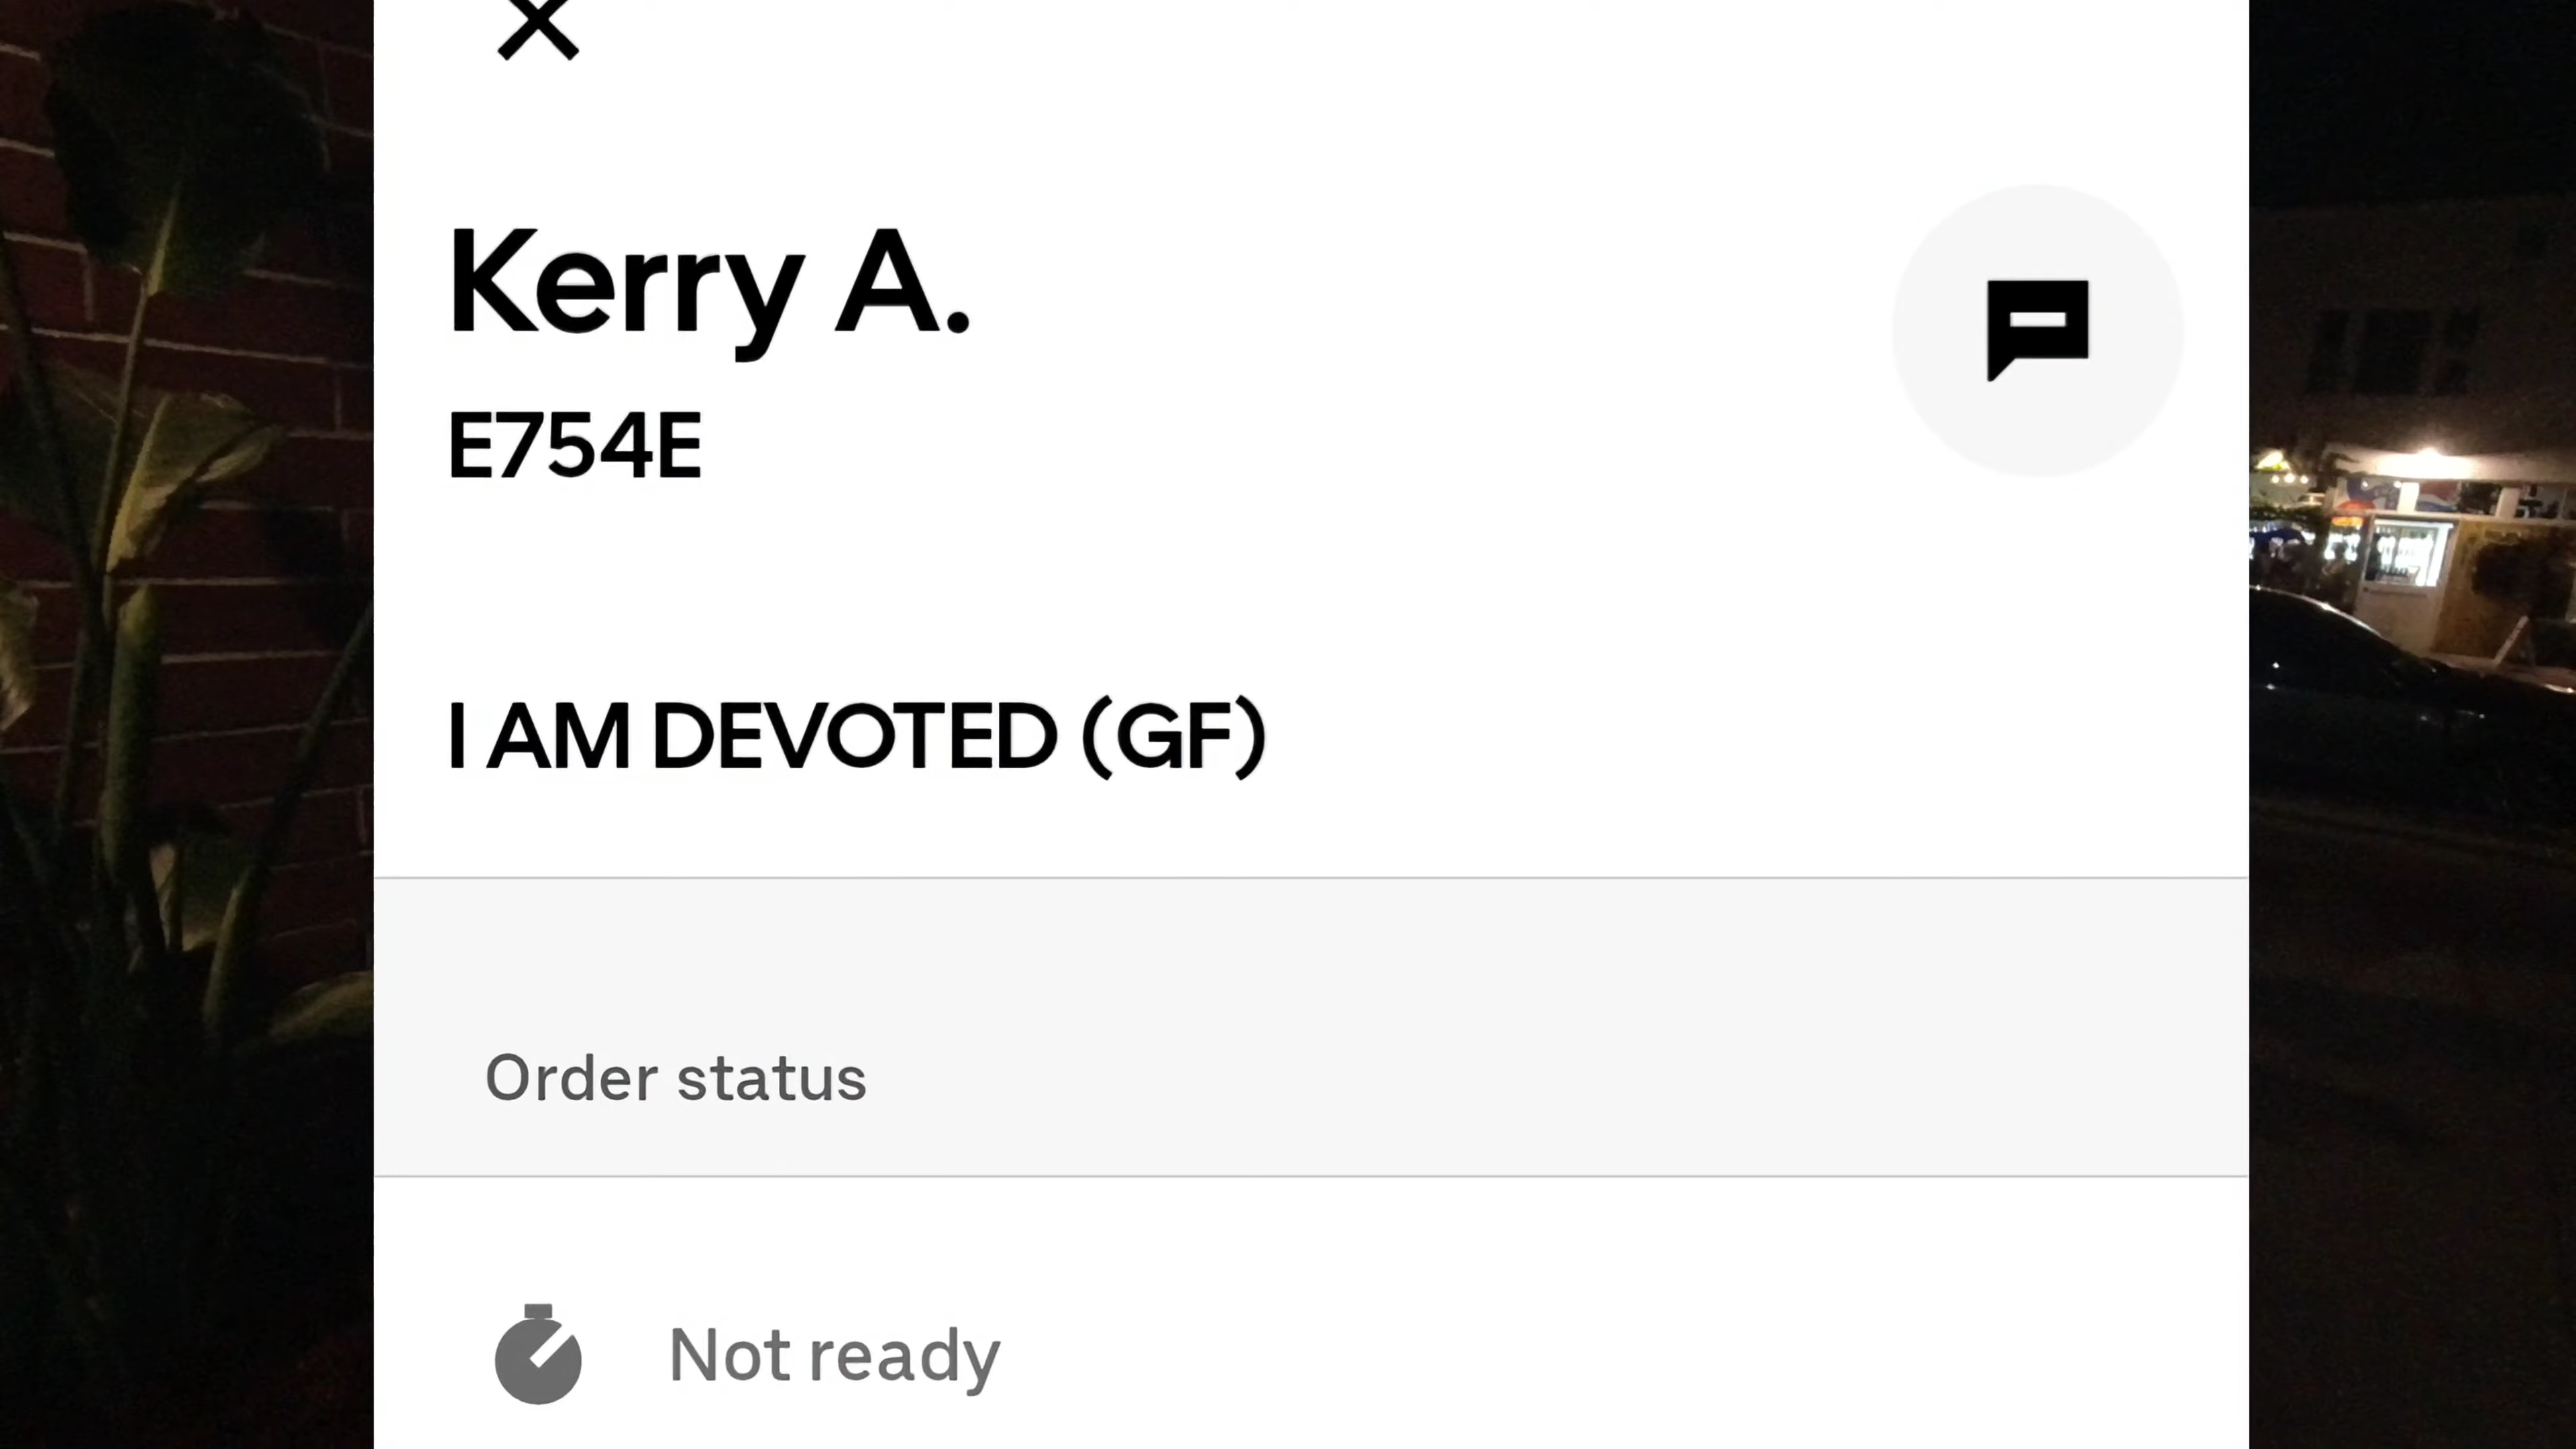 Kerry A.
E754E
I AM DEVOTED (GF)
Order status
Not ready